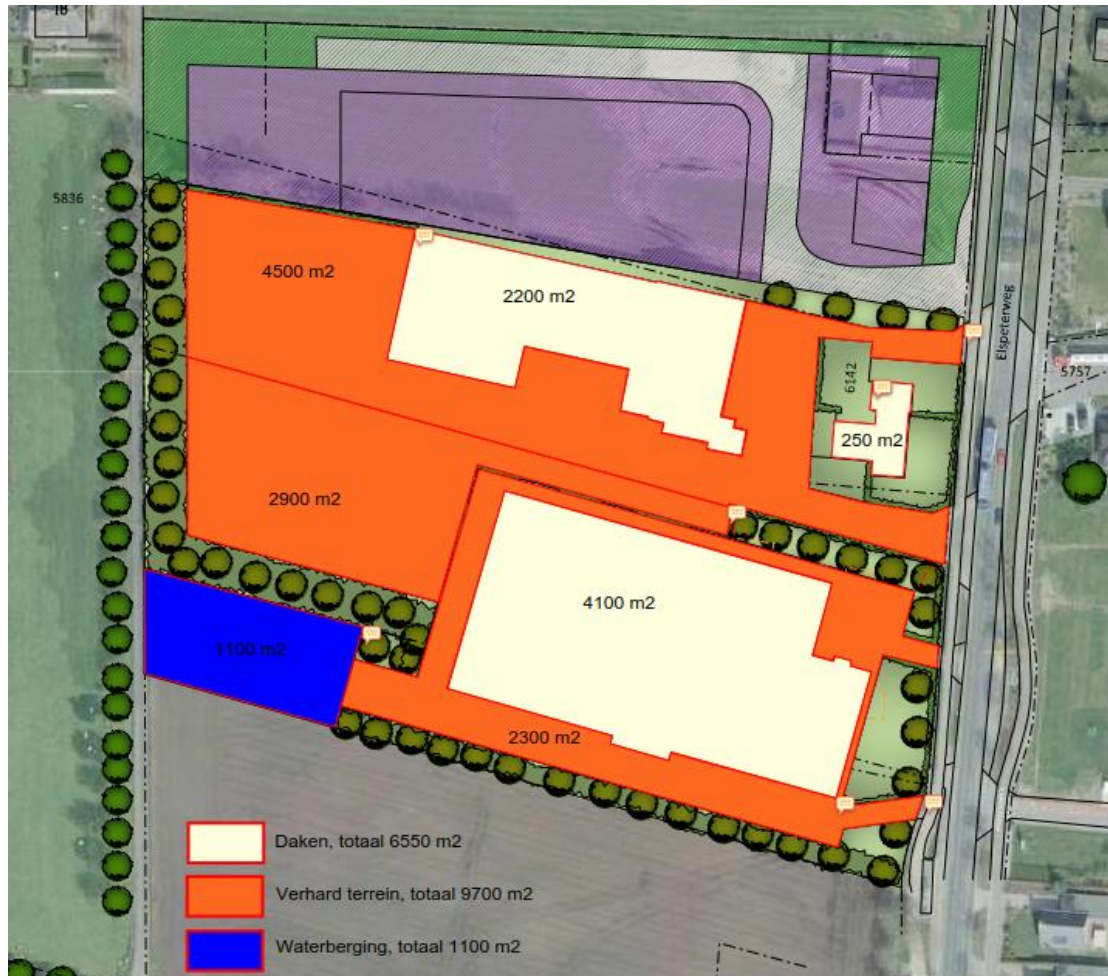 5836
4500 m2
2200 m2
Elspeterweg
6142
5757
250 m2
2900 m2
4100 m2
1100 m2
2300 m2
Daken, totaal 6550 m2
Verhard terrein, totaal 9700 m2
Waterberging, totaal 1100 m2